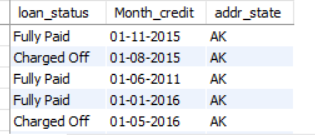 loan_status Month_credit addr_state
Fully Paid 01-11-2015 AK
Charged Off 01-08-2015 AK
Fully Paid 01-06-2011 AK
Fully Paid 01-01-2016 AK
Charged Off 01-05-2016 AK